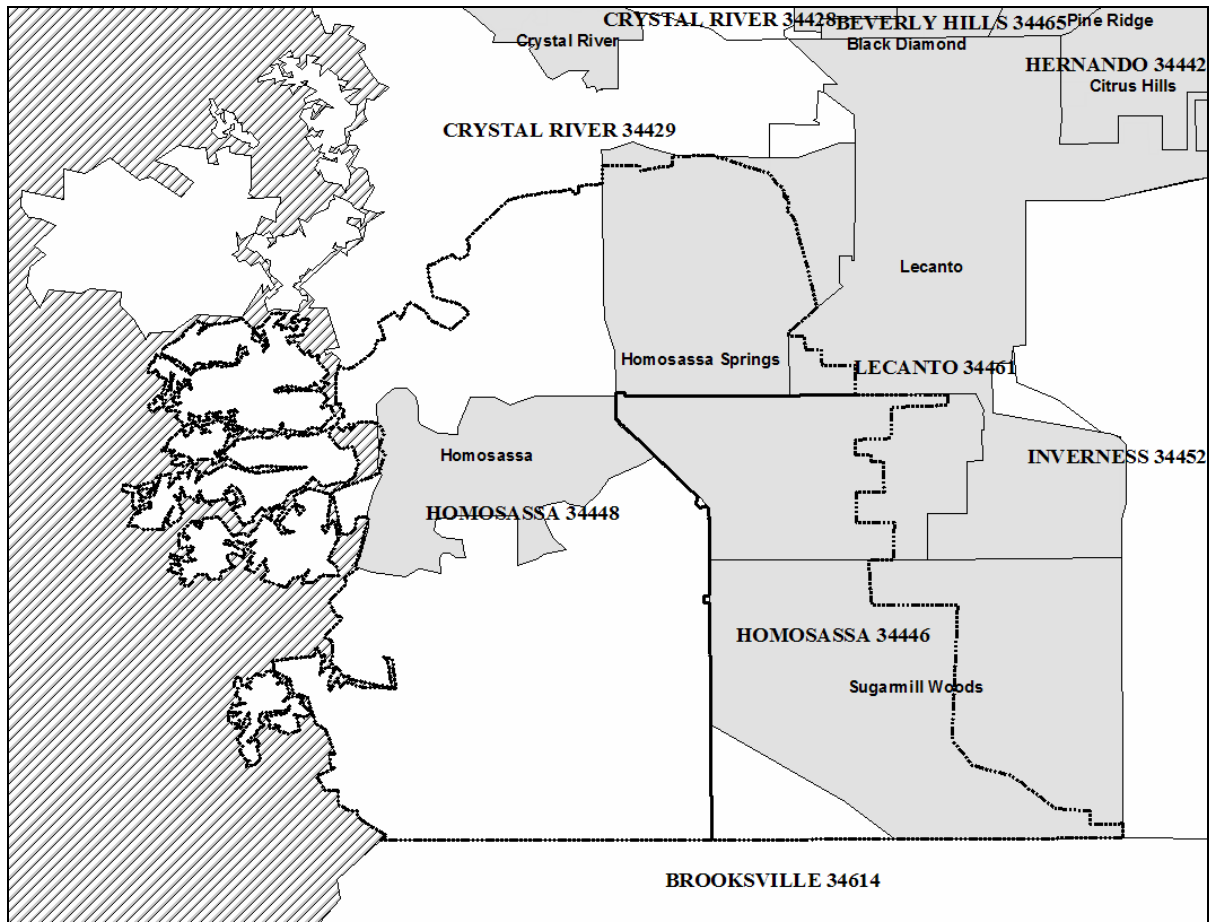 CRYSTAL RIVER 34428
BEVERLY HILLS 34465
Pine Ridge
Crystal River
Black Diamond
HERNANDO 34442
Citrus Hills
CRYSTAL RIVER 34429
Lecanto
Homosassa Springs
LECANTO 34461
Homosassa
INVERNESS 34452
HOMOSASSA 34448
HOMOSASSA 34446
Sugarmill Woods
BROOKSVILLE 34614